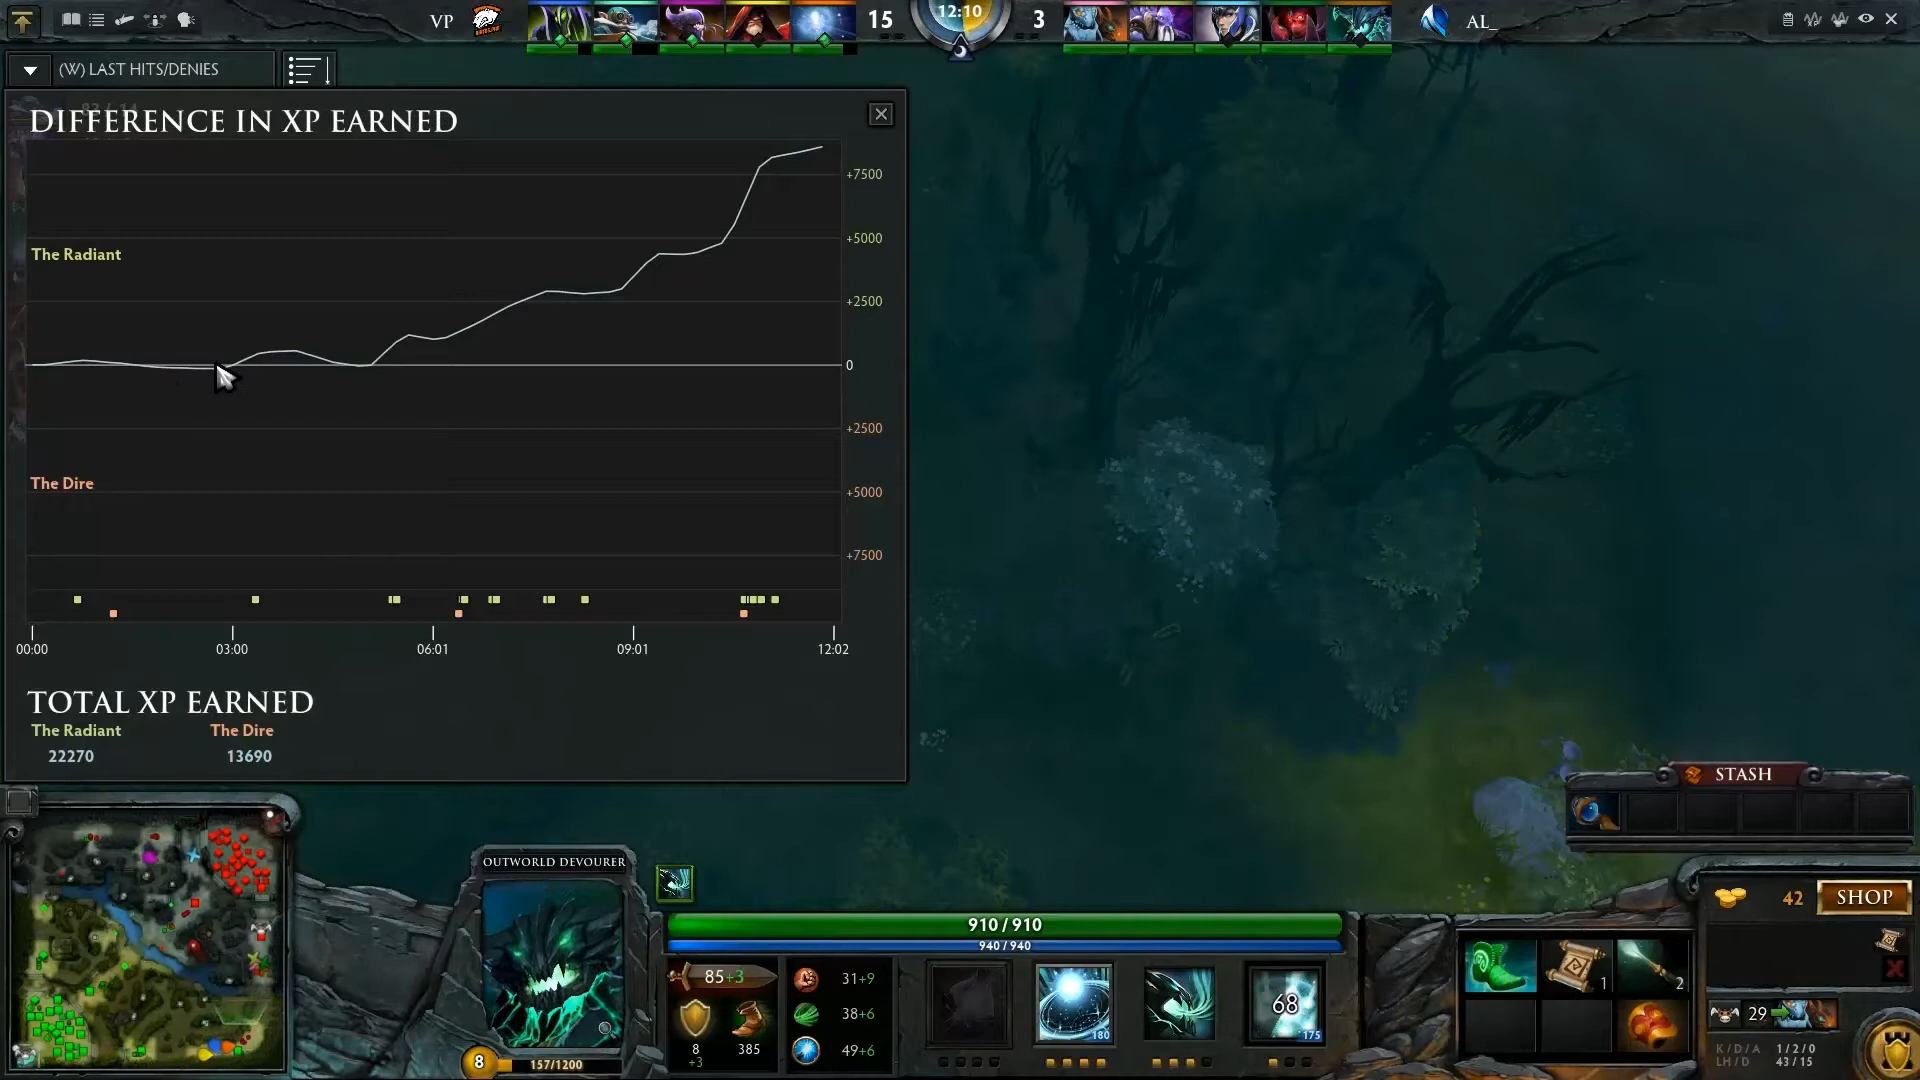 VP
15
12:10
3
AL_
(W) LAST HITS/DENIES
DIFFERENCE IN XP EARNED
+7500
+5000
The Radiant
+2500
0
+2500
The Dire
+5000
+7500
00:00 03:00 06:01 09:01 12:02
TOTAL XP EARNED
The Radiant The Dire
22270 13690
STASH
OUTWORLD DEVOURER
42 SHOP
910 / 910
940 / 940
85+3
31+9
38+6
49+6
8
+3
385
180
68
175
1
2
29
8
157/1200
K / D / A 1 / 2 / 0
LH / D 43 / 15